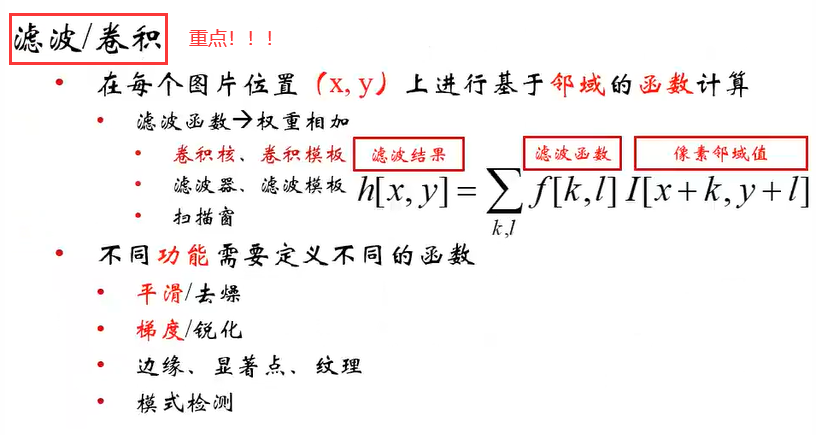 滤波/卷积 重点！！！
• 在每个图片位置（x, y）上进行基于邻域的函数计算
• 滤波函数→权重相加
• 卷积核、卷积模板
滤波结果 滤波函数 像素邻域值
• 滤波器、滤波模板
h[x, y] = ∑ f[k, l] I[x + k, y + l]
k,l
• 扫描窗
• 不同功能需要定义不同的函数
• 平滑/去燥
• 梯度/锐化
• 边缘、显著点、纹理
• 模式检测